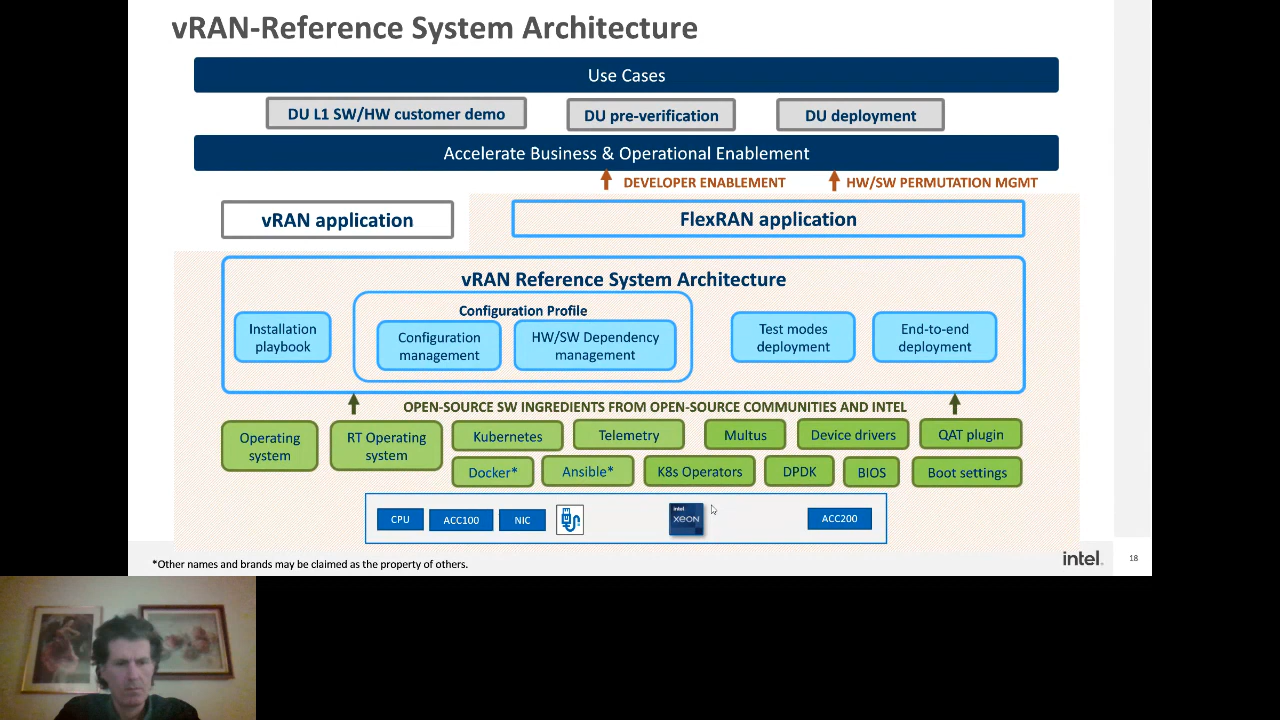 vRAN-Reference System Architecture
Use Cases
DU L1 SW/HW customer demo
DU pre-verification
DU deployment
Accelerate Business & Operational Enablement
DEVELOPER ENABLEMENT
HW/SW PERMUTATION MGMT
vRAN application
FlexRAN application
vRAN Reference System Architecture
Configuration Profile
Installation
playbook
Configuration
management
HW/SW Dependency
management
Test modes
deployment
End-to-end
deployment
OPEN-SOURCE SW INGREDIENTS FROM OPEN-SOURCE COMMUNITIES AND INTEL
Operating
system
RT Operating
system
Kubernetes
Telemetry
Multus
Device drivers
QAT plugin
Docker*
Ansible*
K8s Operators
DPDK
BIOS
Boot settings
CPU
ACC100
NIC
intel
xeon
ACC200
*Other names and brands may be claimed as the property of others.
intel.
18